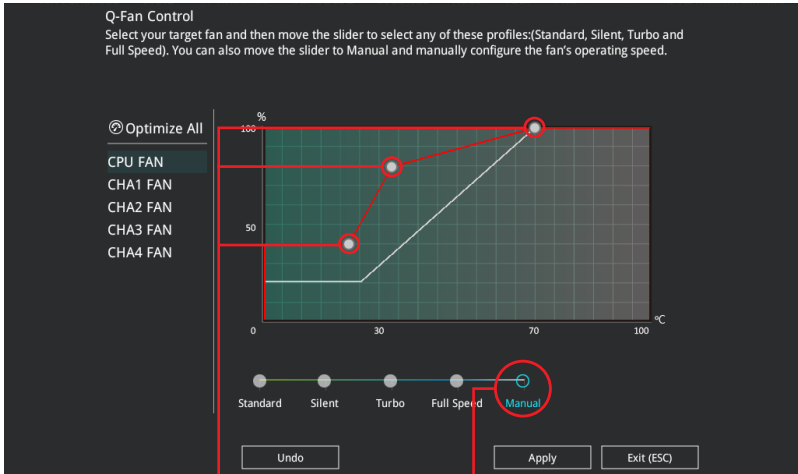 Q-Fan Control
Select your target fan and then move the slider to select any of these profiles:(Standard, Silent, Turbo and
Full Speed). You can also move the slider to Manual and manually configure the fan's operating speed.
Optimize All
CPU FAN
CHA1 FAN
CHA2 FAN
CHA3 FAN
CHA4 FAN
%
100
50
0 30 70 100
ºC
Standard Silent Turbo Full Speed Manual
Undo Apply Exit (ESC)